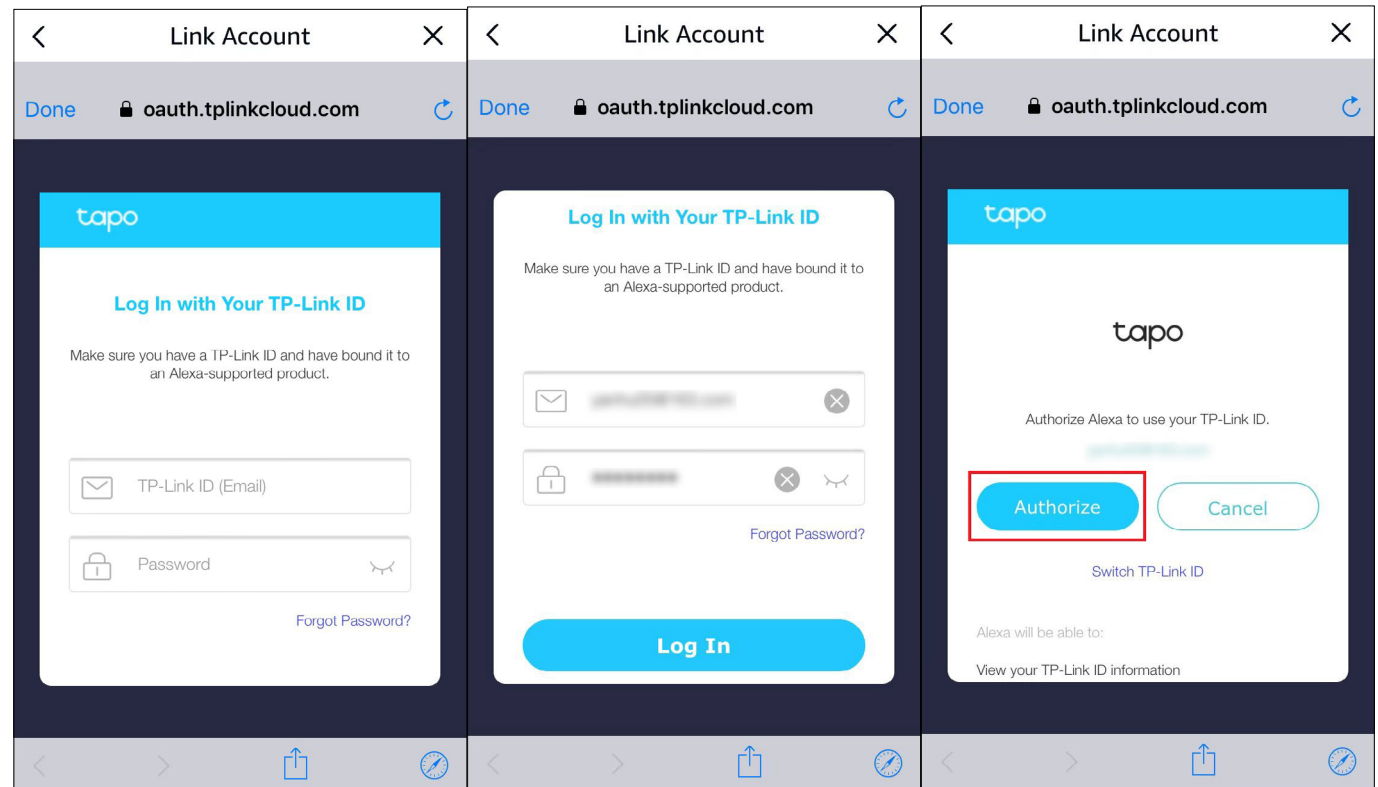 Link Account
Done oauth.tplinkcloud.com
tapo
Log In with Your TP-Link ID
Make sure you have a TP-Link ID and have bound it to
an Alexa-supported product.
TP-Link ID (Email)
Password
Forgot Password?
Link Account
Done oauth.tplinkcloud.com
Log In with Your TP-Link ID
Make sure you have a TP-Link ID and have bound it to
an Alexa-supported product.
Forgot Password?
Log In
Link Account
Done oauth.tplinkcloud.com
tapo
tapo
Authorize Alexa to use your TP-Link ID.
Authorize Cancel
Switch TP-Link ID
Alexa will be able to:
View your TP-Link ID information